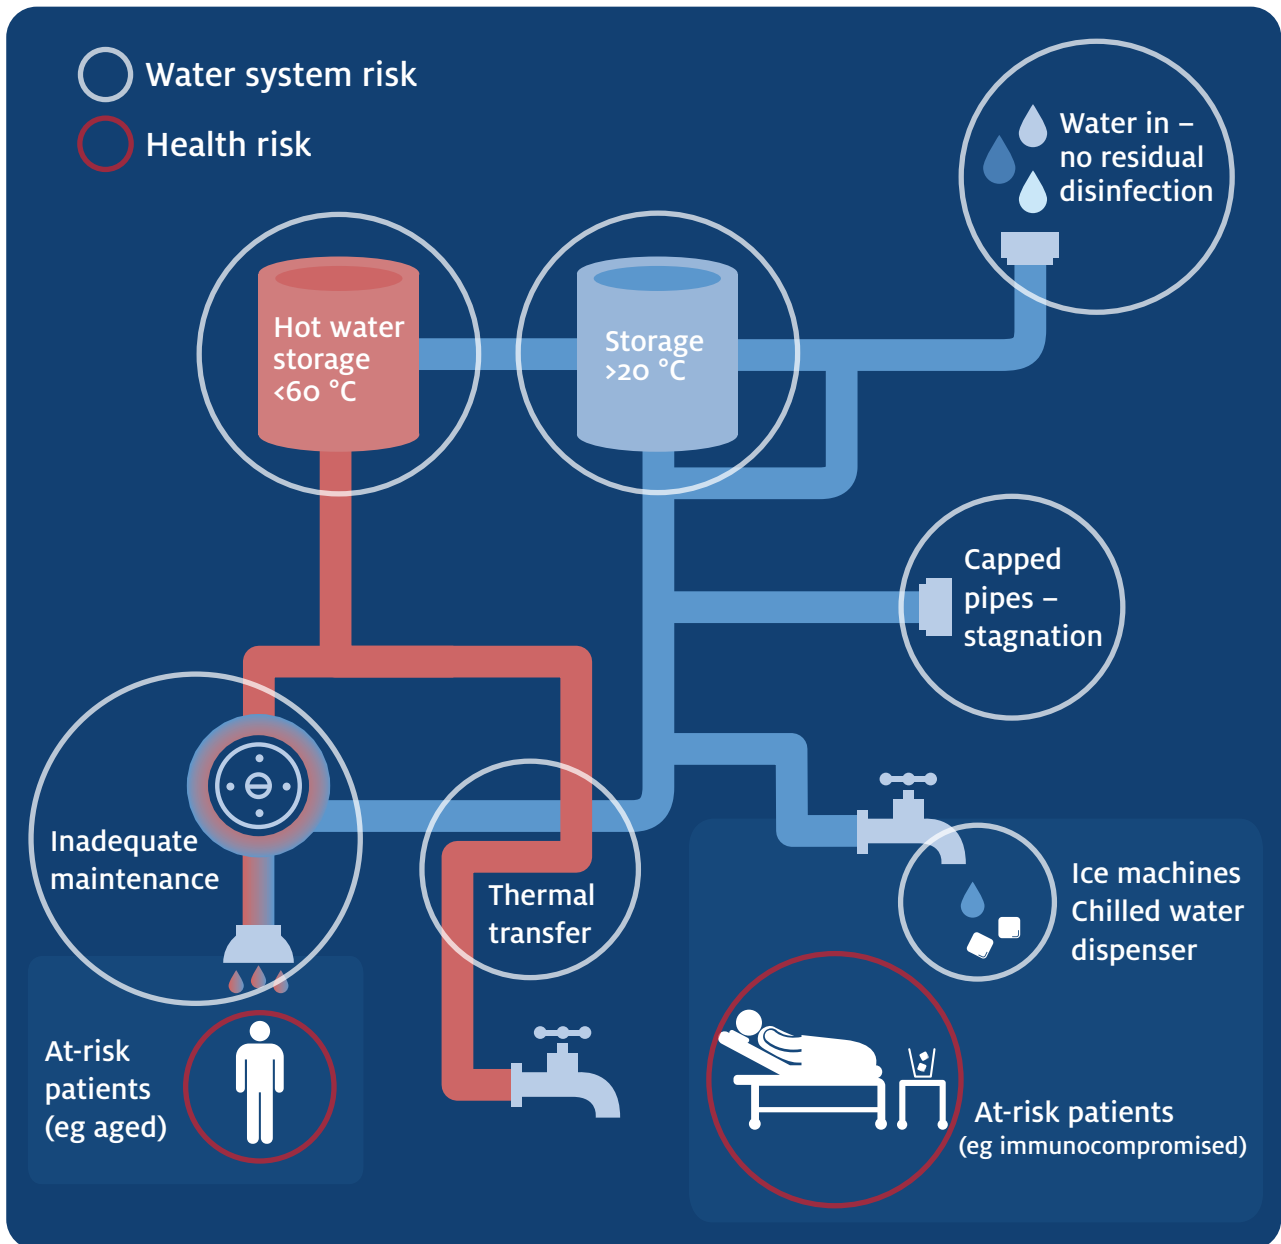 Water system risk
Health risk
Water in –
no residual
disinfection
Hot water
storage
<60 °C
Storage
>20 °C
Capped
pipes –
stagnation
Inadequate
maintenance
Thermal
transfer
Ice machines
Chilled water
dispenser
At-risk
patients
(eg aged)
At-risk patients
(eg immunocompromised)